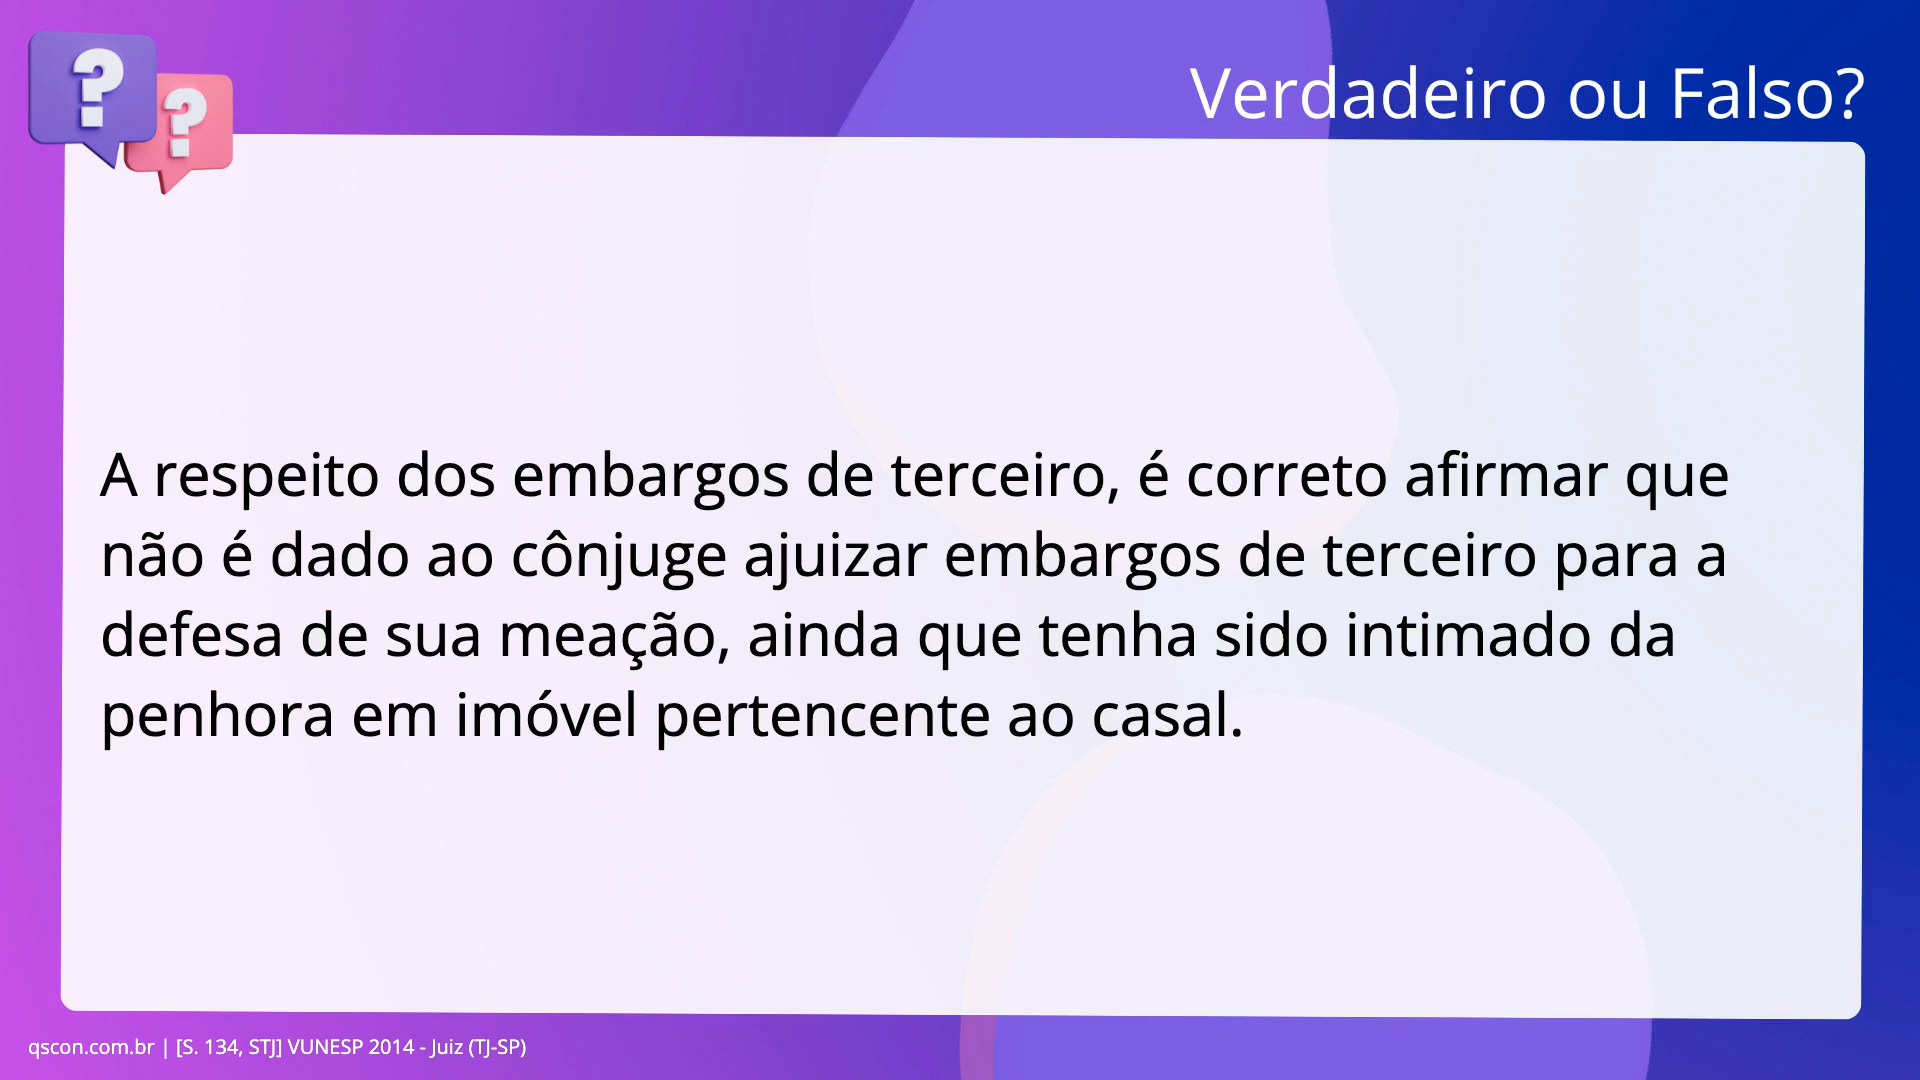 Verdadeiro ou Falso?
A respeito dos embargos de terceiro, é correto afirmar que
não é dado ao cônjuge ajuizar embargos de terceiro para a
defesa de sua meação, ainda que tenha sido intimado da
penhora em imóvel pertencente ao casal.
qscon.com.br | [S. 134, STJ] VUNESP 2014 - Juiz (TJ-SP)